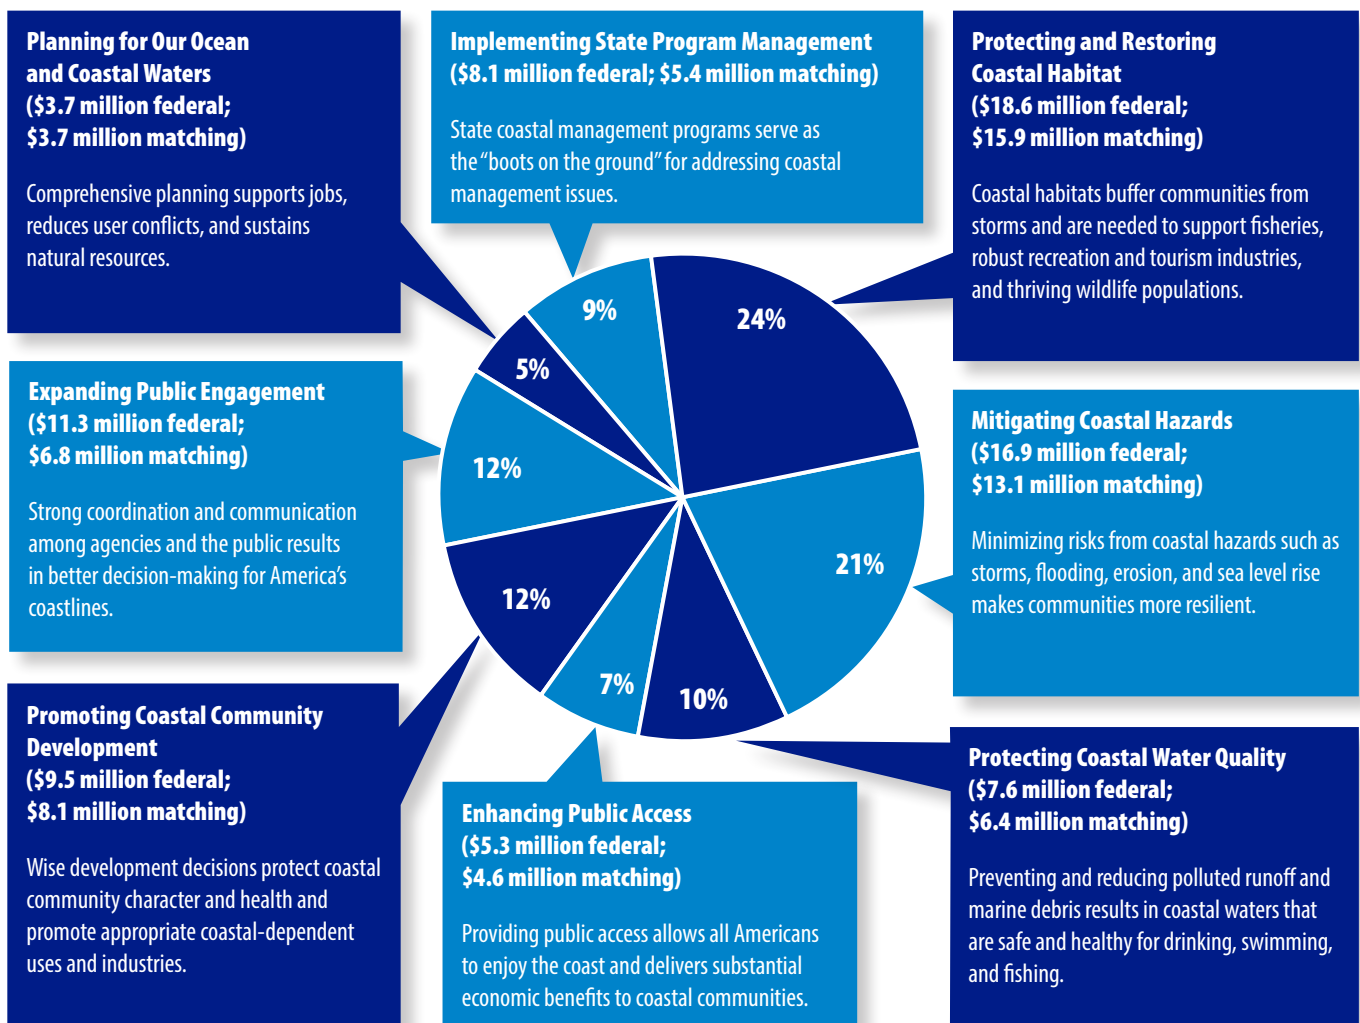 Planning for Our Ocean
and Coastal Waters
($3.7 million federal;
$3.7 million matching)
Comprehensive planning supports jobs,
reduces user conflicts, and sustains
natural resources.
Implementing State Program Management
($8.1 million federal; $5.4 million matching)
State coastal management programs serve as
the “boots on the ground” for addressing coastal
management issues.
Protecting and Restoring
Coastal Habitat
($18.6 million federal;
$15.9 million matching)
Coastal habitats buffer communities from
storms and are needed to support fisheries,
robust recreation and tourism industries,
and thriving wildlife populations.
Expanding Public Engagement
($11.3 million federal;
$6.8 million matching)
Strong coordination and communication
among agencies and the public results
in better decision-making for America’s
coastlines.
9%
24%
5%
12%
21%
12%
7%
10%
Mitigating Coastal Hazards
($16.9 million federal;
$13.1 million matching)
Minimizing risks from coastal hazards such as
storms, flooding, erosion, and sea level rise
makes communities more resilient.
Promoting Coastal Community
Development
($9.5 million federal;
$8.1 million matching)
Wise development decisions protect coastal
community character and health and
promote appropriate coastal-dependent
uses and industries.
Enhancing Public Access
($5.3 million federal;
$4.6 million matching)
Providing public access allows all Americans
to enjoy the coast and delivers substantial
economic benefits to coastal communities.
Protecting Coastal Water Quality
($7.6 million federal;
$6.4 million matching)
Preventing and reducing polluted runoff and
marine debris results in coastal waters that
are safe and healthy for drinking, swimming,
and fishing.